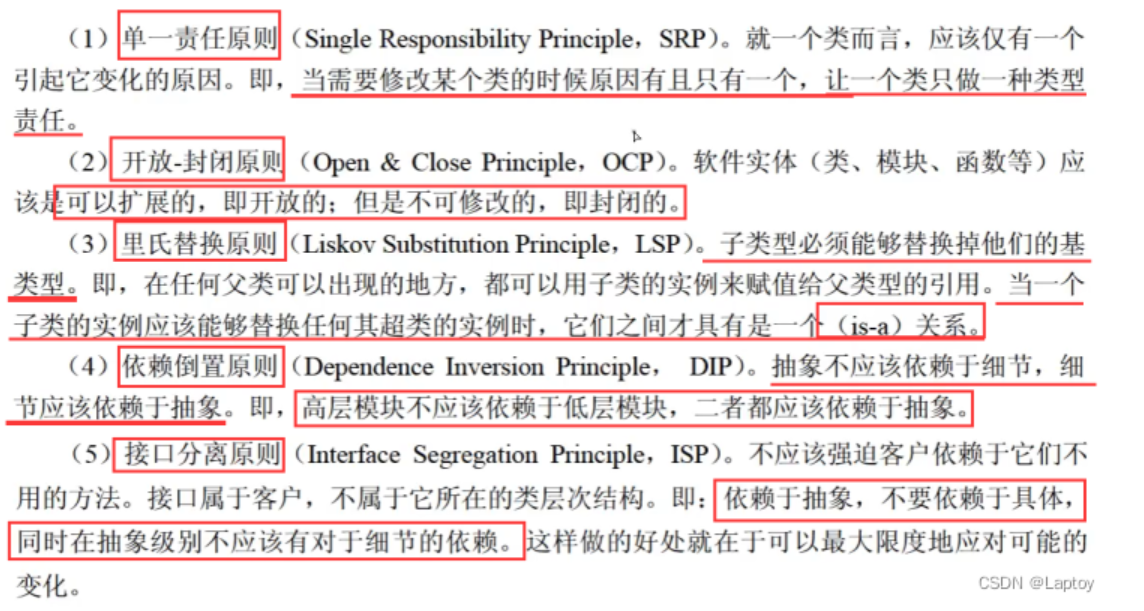 （1）单一责任原则（Single Responsibility Principle，SRP）。就一个类而言，应该仅有一个
引起它变化的原因。即，当需要修改某个类的时候原因有且只有一个，让一个类只做一种类型
责任。
（2）开放-封闭原则（Open & Close Principle，OCP）。软件实体（类、模块、函数等）应
该是可以扩展的，即开放的；但是不可修改的，即封闭的。
（3）里氏替换原则（Liskov Substitution Principle，LSP）。子类型必须能够替换掉他们的基
类型。即，在任何父类可以出现的地方，都可以用子类的实例来赋值给父类型的引用。当一个
子类的实例应该能够替换任何其超类的实例时，它们之间才具有是一个（is-a）关系。
（4）依赖倒置原则（Dependence Inversion Principle， DIP）。抽象不应该依赖于细节，细
节应该依赖于抽象。即，高层模块不应该依赖于低层模块，二者都应该依赖于抽象。
（5）接口分离原则（Interface Segregation Principle，ISP）。不应该强迫客户依赖于它们不
用的方法。接口属于客户，不属于它所在的类层次结构。即：依赖于抽象，不要依赖于具体，
同时在抽象级别不应该有对于细节的依赖。这样做的好处就在于可以最大限度地应对可能的
变化。
CSDN @Laptoy